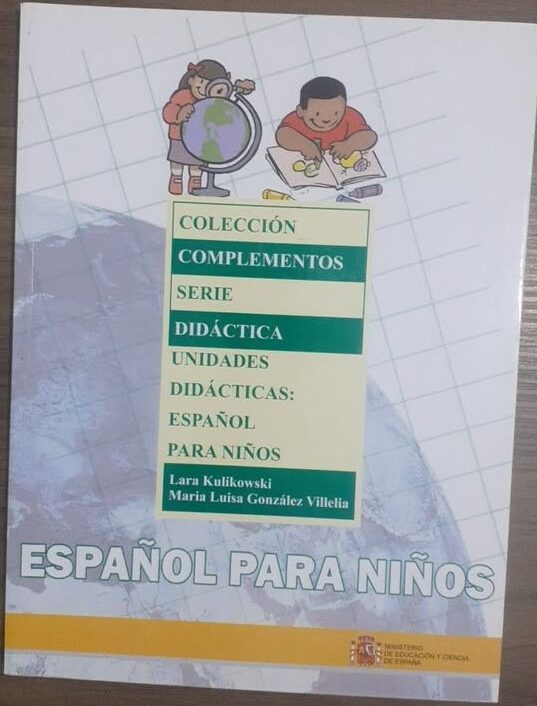 COLECCIÓN
COMPLEMENTOS
SERIE
DIDÁCTICA
UNIDADES
DIDÁCTICAS:
ESPAÑOL
PARA NIÑOS
Lara Kulikowski
Maria Luisa González Villelia
ESPAÑOL PARA NIÑOS
MINISTERIO
DE EDUCACIÓN Y CIENCIA
DE ESPAÑA